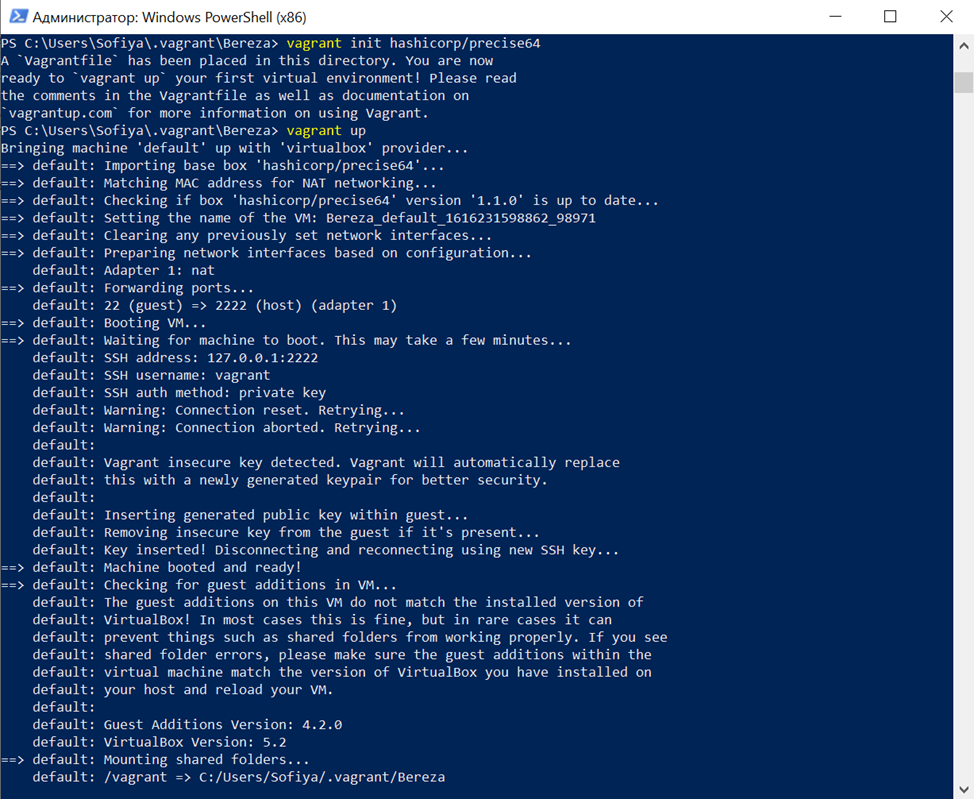 Администратор: Windows PowerShell (x86)
PS C:\Users\Sofiya\.vagrant\Bereza> vagrant init hashicorp/precise64
A `Vagrantfile` has been placed in this directory. You are now
ready to `vagrant up` your first virtual environment! Please read
the comments in the Vagrantfile as well as documentation on
`vagrantup.com` for more information on using Vagrant.
PS C:\Users\Sofiya\.vagrant\Bereza> vagrant up
Bringing machine 'default' up with 'virtualbox' provider...
==> default: Importing base box 'hashicorp/precise64'...
==> default: Matching MAC address for NAT networking...
==> default: Checking if box 'hashicorp/precise64' version '1.1.0' is up to date...
==> default: Setting the name of the VM: Bereza_default_1616231598862_98971
==> default: Clearing any previously set network interfaces...
==> default: Preparing network interfaces based on configuration...
    default: Adapter 1: nat
==> default: Forwarding ports...
    default: 22 (guest) => 2222 (host) (adapter 1)
==> default: Booting VM...
==> default: Waiting for machine to boot. This may take a few minutes...
    default: SSH address: 127.0.0.1:2222
    default: SSH username: vagrant
    default: SSH auth method: private key
    default: Warning: Connection reset. Retrying...
    default: Warning: Connection aborted. Retrying...
    default:
    default: Vagrant insecure key detected. Vagrant will automatically replace
    default: this with a newly generated keypair for better security.
    default:
    default: Inserting generated public key within guest...
    default: Removing insecure key from the guest if it's present...
    default: Key inserted! Disconnecting and reconnecting using new SSH key...
==> default: Machine booted and ready!
==> default: Checking for guest additions in VM...
    default: The guest additions on this VM do not match the installed version of
    default: VirtualBox! In most cases this is fine, but in rare cases it can
    default: prevent things such as shared folders from working properly. If you see
    default: shared folder errors, please make sure the guest additions within the
    default: virtual machine match the version of VirtualBox you have installed on
    default: your host and reload your VM.
    default:
    default: Guest Additions Version: 4.2.0
    default: VirtualBox Version: 5.2
==> default: Mounting shared folders...
    default: /vagrant => C:/Users/Sofiya/.vagrant/Bereza